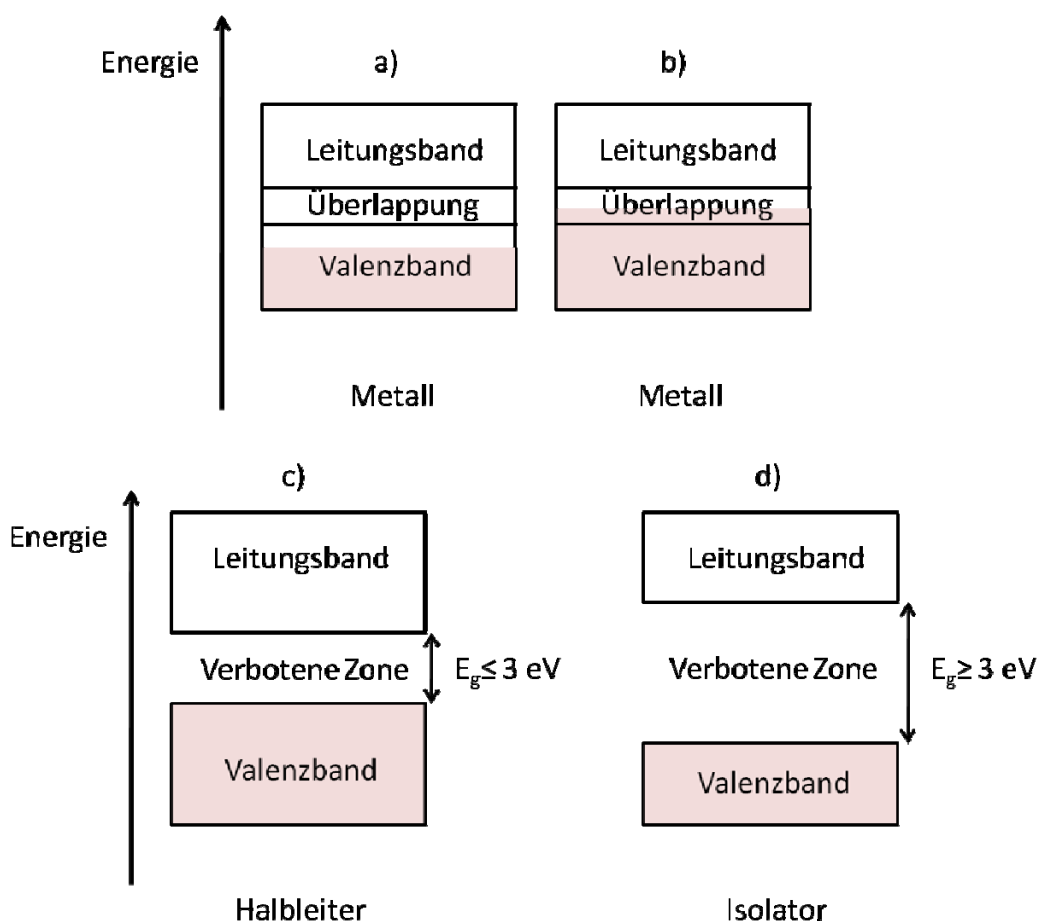 Energie
a)
b)
Leitungsband
Leitungsband
Überlappung
Überlappung
Valenzband
Valenzband
Metall
Metall
c)
d)
Energie
Leitungsband
Leitungsband
Verbotene Zone
Eg≤ 3 eV
Verbotene Zone
Eg≥ 3 eV
Valenzband
Valenzband
Halbleiter
Isolator